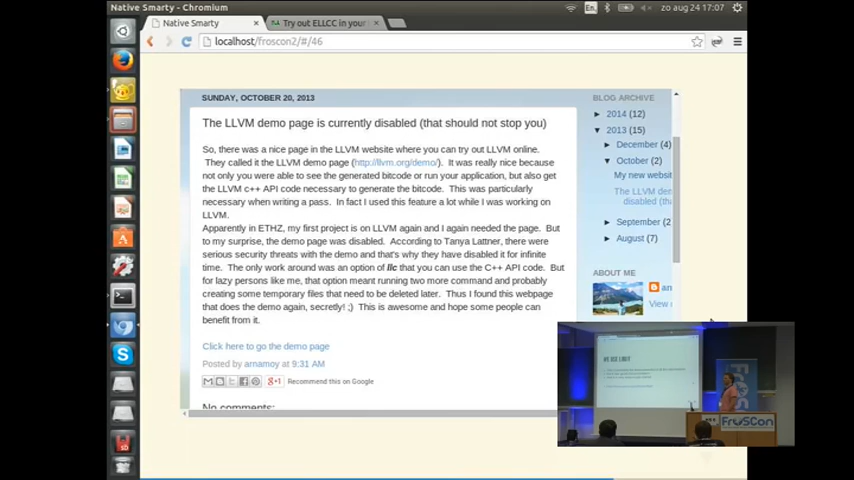 Native Smarty - Chromium
En
zo aug 24 17:07
Native Smarty
Try out ELLCC in your
localhost/froscon2/#/46
SUNDAY, OCTOBER 20, 2013
The LLVM demo page is currently disabled (that should not stop you)
So, there was a nice page in the LLVM website where you can try out LLVM online.
They called it the LLVM demo page (http://llvm.org/demo/). It was really nice because
not only you were able to see the generated bitcode or run your application, but also get
the LLVM c++ API code necessary to generate the bitcode. This was particularly
necessary when writing a pass. In fact I used this feature a lot while I was working on
LLVM.
Apparently in ETHZ, my first project is on LLVM again and I again needed the page. But
to my surprise, the demo page was disabled. According to Tanya Lattner, there were
serious security threats with the demo and that's why they have disabled it for infinite
time. The only work around was an option of llc that you can use the C++ API code. But
for lazy persons like me, that option meant running two more command and probably
creating some temporary files that need to be deleted later. Thus I found this webpage
that does the demo again, secretly! ;) This is awesome and hope some people can
benefit from it.
Click here to go the demo page
Posted by arnamoy at 9:31 AM
g+1 Recommend this on Google
No comments:
BLOG ARCHIVE
► 2014 (12)
▼ 2013 (15)
► December (4)
▼ October (2)
My new websit
The LLVM dem
disabled (tha
► September (2)
► August (7)
ABOUT ME
an
View c
FrOSCon